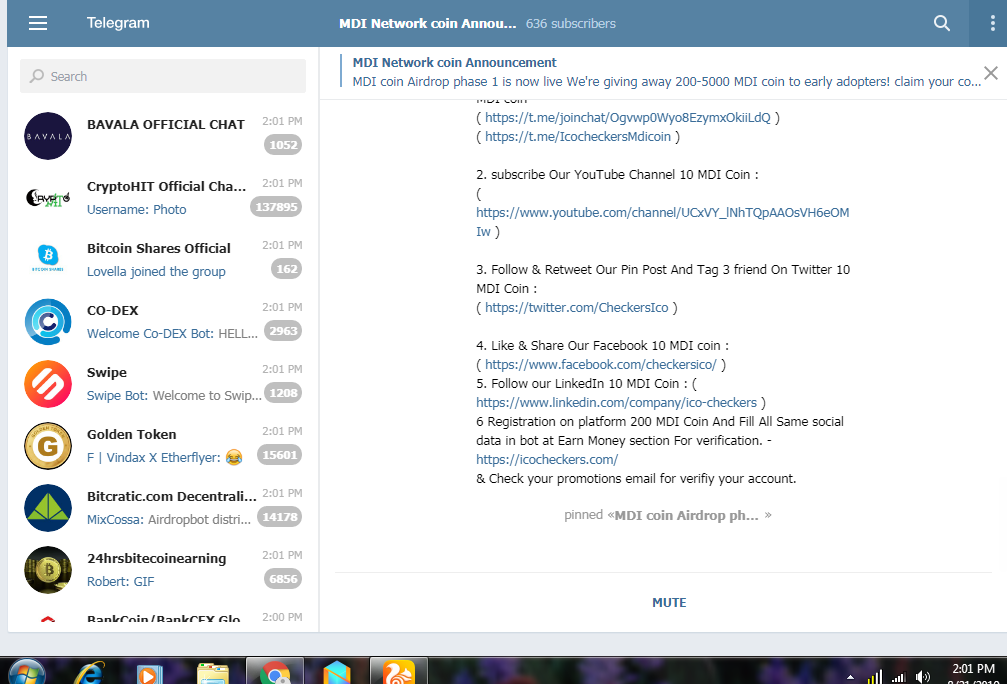 Telegram
MDI Network coin Annou... 636 subscribers
Search
BAVALA OFFICIAL CHAT 2:01 PM
BAVALA
1052
CryptoHIT Official Cha... 2:01 PM
Username: Photo 137895
Bitcoin Shares Official 2:01 PM
BITCOIN SHARES
Lovella joined the group 162
CO-DEX 2:01 PM
Welcome Co-DEX Bot: HELL... 2963
Swipe 2:01 PM
Swipe Bot: Welcome to Swip... 1208
Golden Token 2:01 PM
F | Vindax X Etherflyer: 😂 15601
Bitcratic.com Decentrali... 2:01 PM
MixCossa: Airdropbot distri... 14178
24hrsbitecoinearning 2:01 PM
Robert: GIF 6856
BankCoin/BankCEX Glo 2:00 PM
MDI Network coin Announcement
MDI coin Airdrop phase 1 is now live We're giving away 200-5000 MDI coin to early adopters! claim your co...
MDI coin
( https://t.me/joinchat/Ogvwp0Wyo8EzymxOkiiLdQ )
( https://t.me/IcocheckersMdicoin )
2. subscribe Our YouTube Channel 10 MDI Coin :
(
https://www.youtube.com/channel/UCxVY_lNhTQpAAOsVH6eOM
Iw )
3. Follow & Retweet Our Pin Post And Tag 3 friend On Twitter 10
MDI Coin :
( https://twitter.com/CheckersIco )
4. Like & Share Our Facebook 10 MDI coin :
( https://www.facebook.com/checkersico/ )
5. Follow our LinkedIn 10 MDI Coin : (
https://www.linkedin.com/company/ico-checkers )
6 Registration on platform 200 MDI Coin And Fill All Same social
data in bot at Earn Money section For verification. -
https://icocheckers.com/
& Check your promotions email for verifiy your account.
pinned «MDI coin Airdrop ph... »
MUTE
2:01 PM